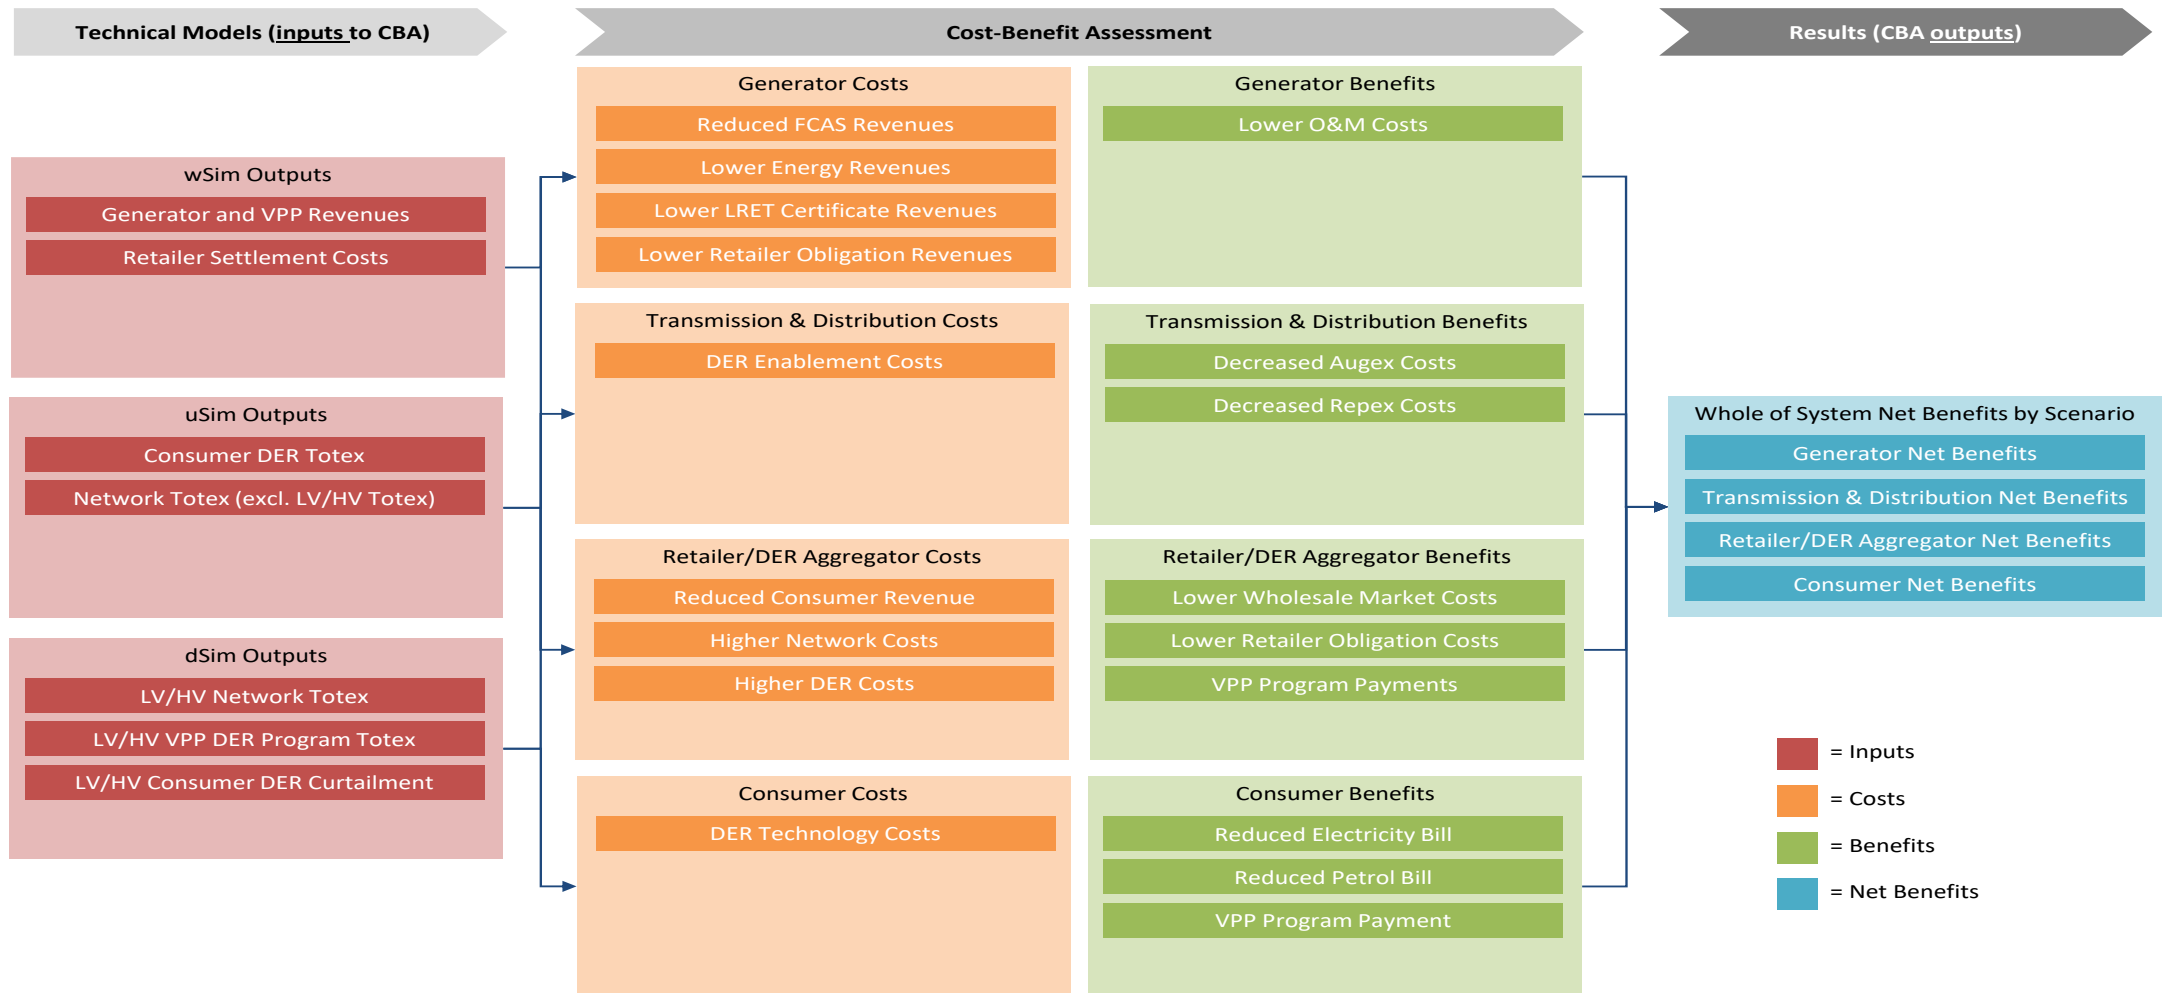 Technical Models (inputs to CBA)
Cost-Benefit Assessment
Results (CBA outputs)
wSim Outputs
Generator and VPP Revenues
Retailer Settlement Costs
uSim Outputs
Consumer DER Totex
Network Totex (excl. LV/HV Totex)
dSim Outputs
LV/HV Network Totex
LV/HV VPP DER Program Totex
LV/HV Consumer DER Curtailment
Generator Costs
Reduced FCAS Revenues
Lower Energy Revenues
Lower LRET Certificate Revenues
Lower Retailer Obligation Revenues
Generator Benefits
Lower O&M Costs
Transmission & Distribution Costs
DER Enablement Costs
Transmission & Distribution Benefits
Decreased Augex Costs
Decreased Repex Costs
Retailer/DER Aggregator Costs
Reduced Consumer Revenue
Higher Network Costs
Higher DER Costs
Retailer/DER Aggregator Benefits
Lower Wholesale Market Costs
Lower Retailer Obligation Costs
VPP Program Payments
Consumer Costs
DER Technology Costs
Consumer Benefits
Reduced Electricity Bill
Reduced Petrol Bill
VPP Program Payment
Whole of System Net Benefits by Scenario
Generator Net Benefits
Transmission & Distribution Net Benefits
Retailer/DER Aggregator Net Benefits
Consumer Net Benefits
= Inputs
= Costs
= Benefits
= Net Benefits